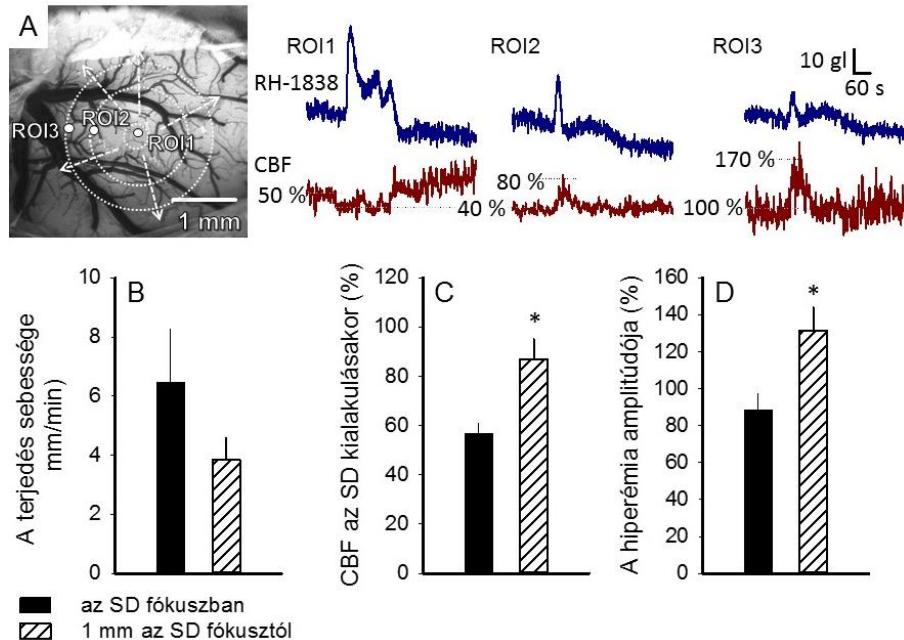 A
ROI3
ROI2
ROI1
1 mm
ROI1
ROI2
ROI3
RH-1838
10 gl
60 s
CBF
50 %
40 %
80 %
170 %
100 %
B
A terjedés sebessége
mm/min)
10
8
6
4
2
0
C
CBF az SD kialakulásakor (%)
120
100
80
60
40
20
0
*
D
A hiperémia amplitúdója (%)
160
140
120
100
80
60
40
20
0
*
az SD fókuszban
1 mm az SD fókusztól